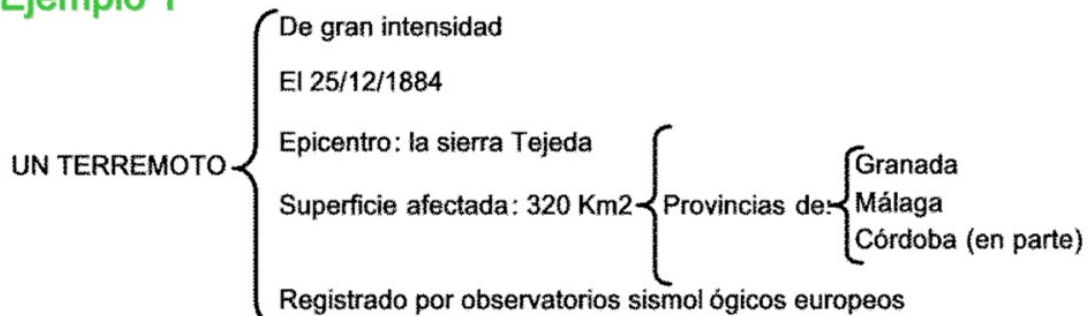 Ejemplo 1
De gran intensidad
El 25/12/1884
Epicentro: la sierra Tejeda
UN TERREMOTO
Superficie afectada: 320 Km2
Provincias de:
Granada
Málaga
Córdoba (en parte)
Registrado por observatorios sismol ógicos europeos